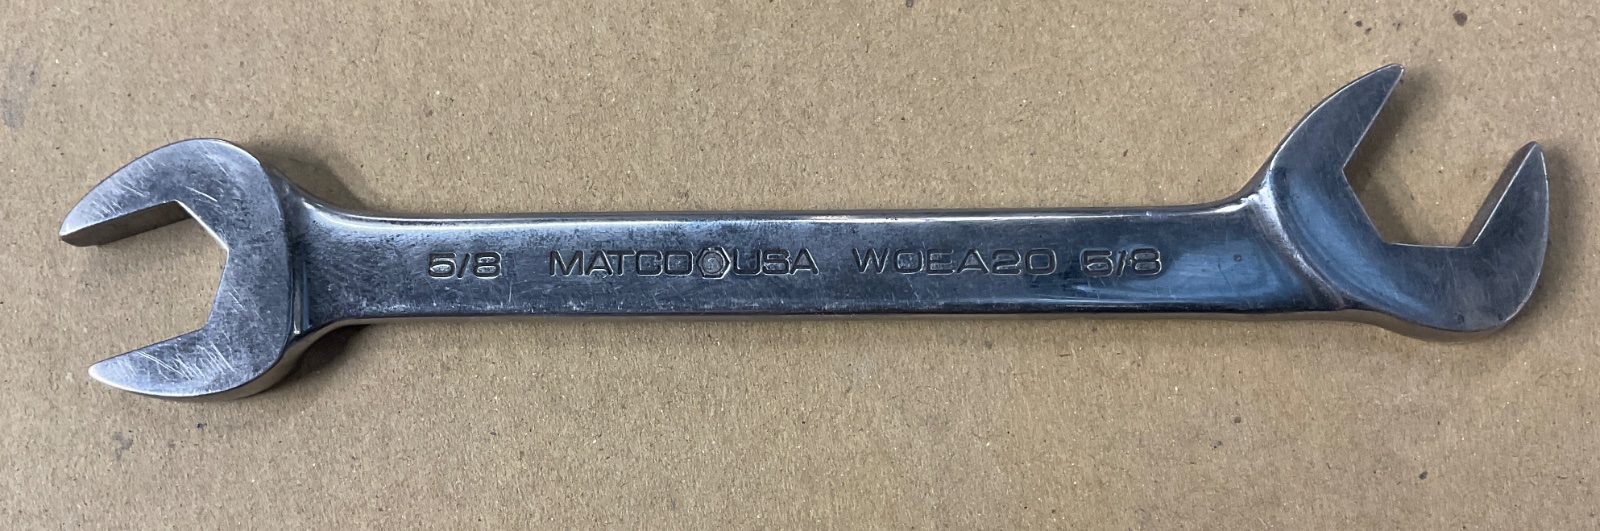 5/8 MATCO USA WOEA20 5/8